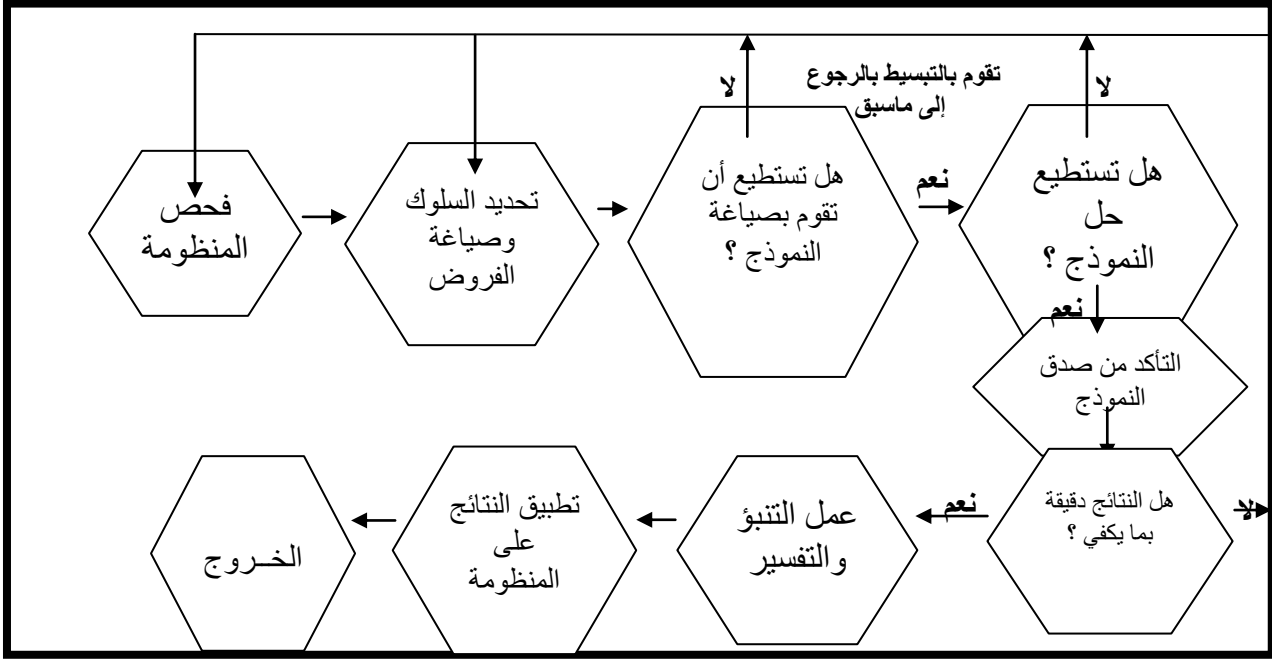 تقوم بالتبسيط بالرجوع
إلى ماسبق
لا
لا
فحص
المنظومة
تحديد السلوك
وصياغة
الفروض
هل تستطيع أن
تقوم بصياغة
النموذج ؟
نعم
هل تستطيع
حل
النموذج ؟
نعم
التأكد من صدق
النموذج
هل النتائج دقيقة
بما يكفي ؟
لا
نعم
عمل التنبؤ
والتفسير
تطبيق النتائج
على
المنظومة
الخــروج